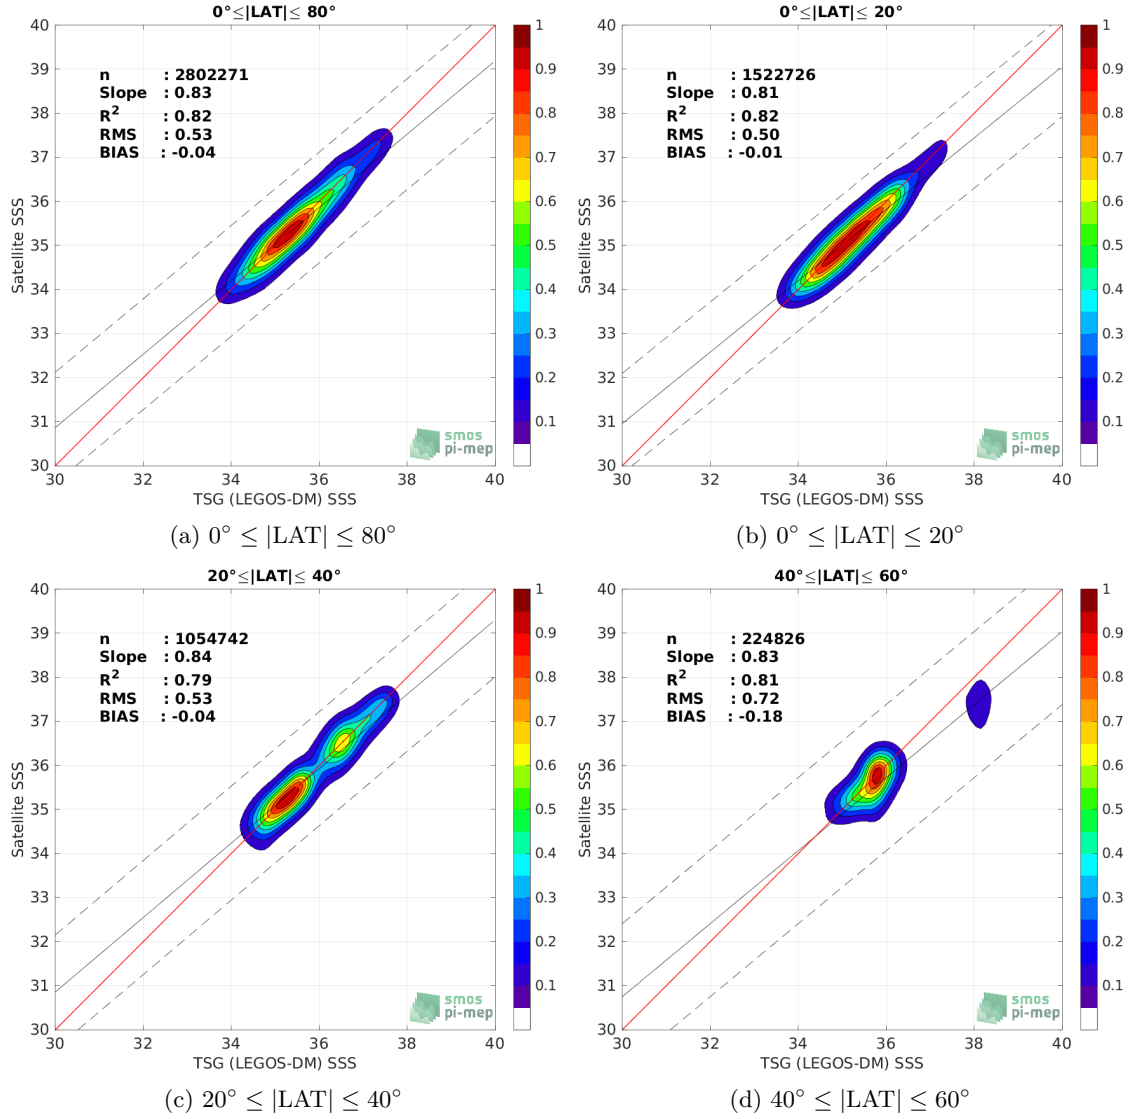 0°≤|LAT|≤ 80°
n : 2802271
Slope : 0.83
R² : 0.82
RMS : 0.53
BIAS : -0.04
Satellite SSS
40
39
38
37
36
35
34
33
32
31
30
30 32 34 36 38 40
TSG (LEGOS-DM) SSS
1
0.9
0.8
0.7
0.6
0.5
0.4
0.3
0.2
0.1
smos
pi-mep
(a) 0° ≤ |LAT| ≤ 80°
0°≤|LAT|≤ 20°
n : 1522726
Slope : 0.81
R² : 0.82
RMS : 0.50
BIAS : -0.01
Satellite SSS
40
39
38
37
36
35
34
33
32
31
30
30 32 34 36 38 40
TSG (LEGOS-DM) SSS
1
0.9
0.8
0.7
0.6
0.5
0.4
0.3
0.2
0.1
smos
pi-mep
(b) 0° ≤ |LAT| ≤ 20°
20°≤|LAT|≤ 40°
n : 1054742
Slope : 0.84
R² : 0.79
RMS : 0.53
BIAS : -0.04
Satellite SSS
40
39
38
37
36
35
34
33
32
31
30
30 32 34 36 38 40
TSG (LEGOS-DM) SSS
1
0.9
0.8
0.7
0.6
0.5
0.4
0.3
0.2
0.1
smos
pi-mep
(c) 20° ≤ |LAT| ≤ 40°
40°≤|LAT|≤ 60°
n : 224826
Slope : 0.83
R² : 0.81
RMS : 0.72
BIAS : -0.18
Satellite SSS
40
39
38
37
36
35
34
33
32
31
30
30 32 34 36 38 40
TSG (LEGOS-DM) SSS
1
0.9
0.8
0.7
0.6
0.5
0.4
0.3
0.2
0.1
smos
pi-mep
(d) 40° ≤ |LAT| ≤ 60°